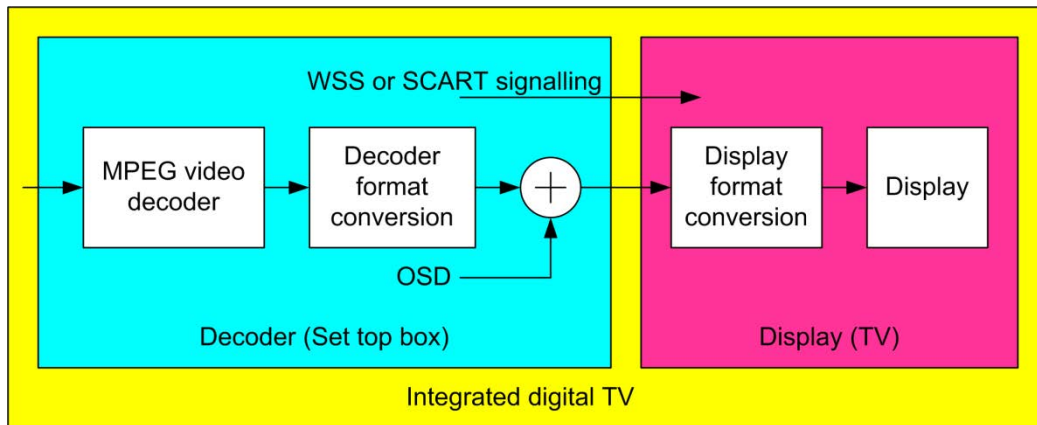 WSS or SCART signalling
MPEG video
decoder
Decoder
format
conversion
Display
format
conversion
Display
OSD
Decoder (Set top box)
Display (TV)
Integrated digital TV